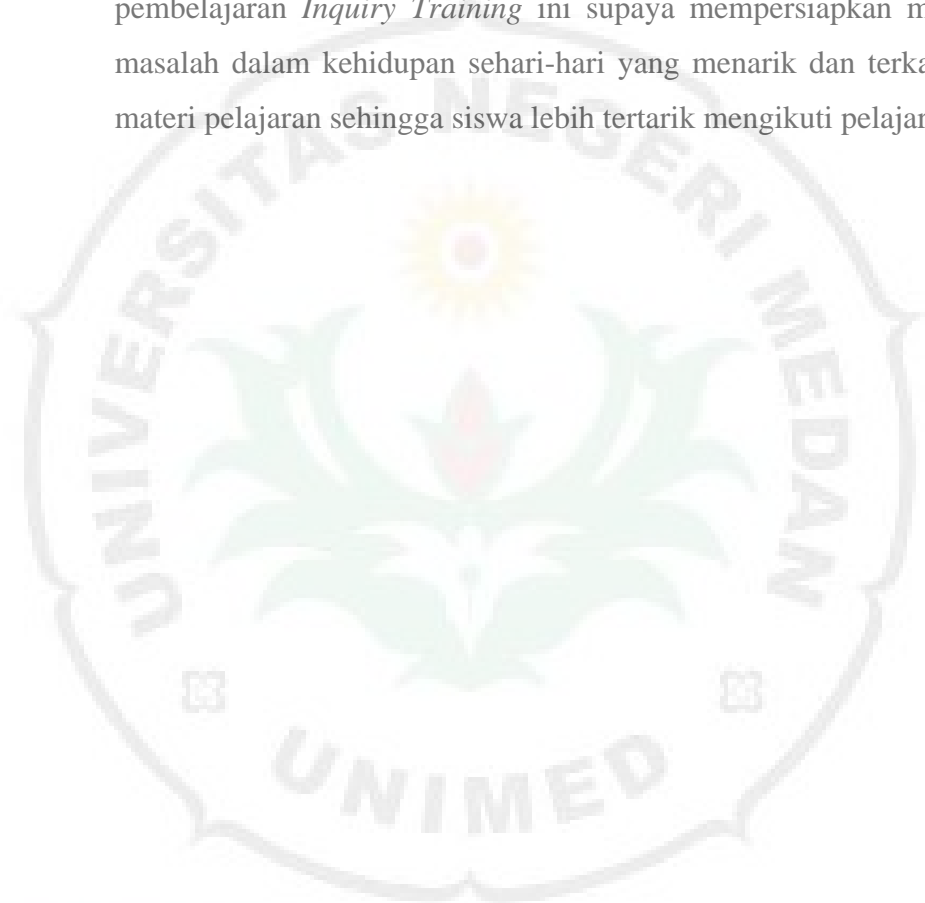 pembelajaran Inquiry Training ini supaya mempersiapkan
masalah dalam kehidupan sehari-hari yang menarik dan
materi pelajaran sehingga siswa lebih tertarik mengikuti
UNIVERSITAS NEGERI MEDAN
UNIMED